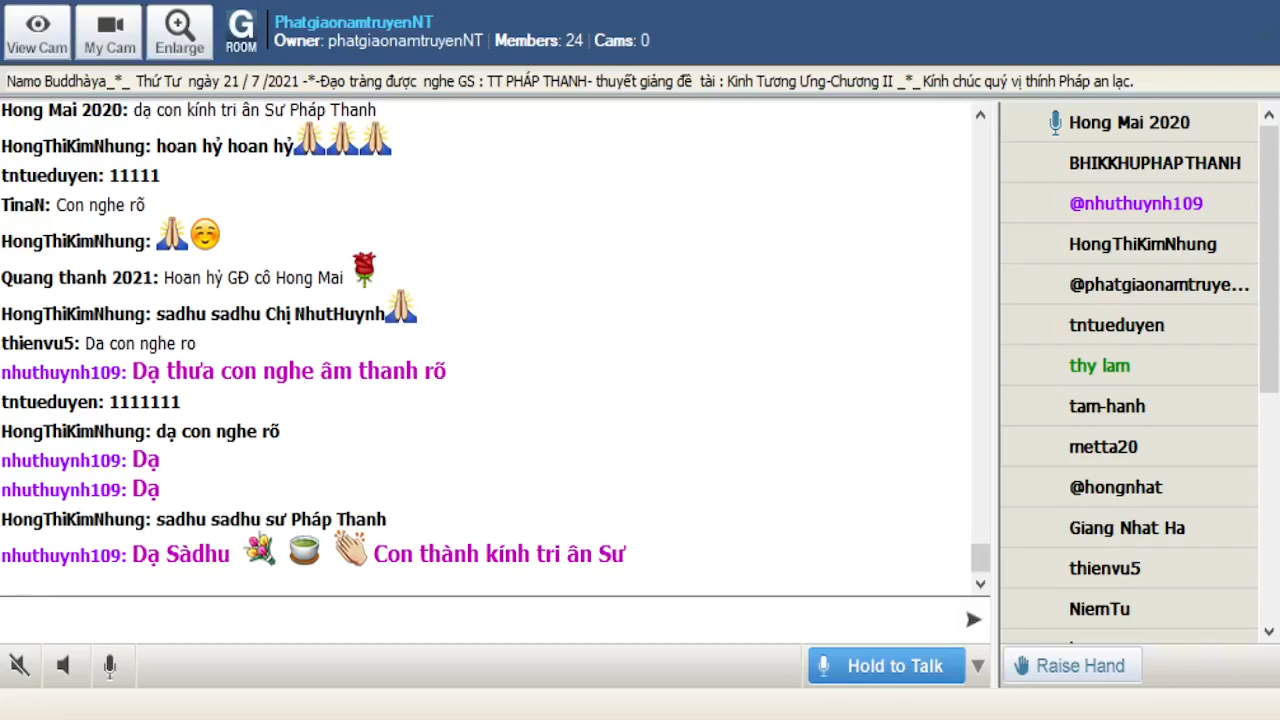 View Cam
My Cam
Enlarge
G
ROOM
PhatgiaonamtruyenNT
Owner: phatgiaonamtruyenNT | Members: 24 | Cams: 0
Namo Buddhàya_*_ Thứ Tư ngày 21 / 7 /2021 -*-Đạo tràng được nghe GS : TT PHÁP THANH- thuyết giảng đề tài : Kinh Tương Ưng-Chương II _*_Kính chúc quý vị thính Pháp an lạc.
Hong Mai 2020: dạ con kính tri ân Sư Pháp Thanh
HongThiKimNhung: hoan hỷ hoan hỷ
tntueduyen: 11111
TinaN: Con nghe rõ
HongThiKimNhung:
Quang thanh 2021: Hoan hỷ GĐ cô Hong Mai
HongThiKimNhung: sadhu sadhu Chị NhutHuynh
thienvu5: Da con nghe ro
nhuthuynh109: Dạ thưa con nghe âm thanh rõ
tntueduyen: 1111111
HongThiKimNhung: dạ con nghe rõ
nhuthuynh109: Dạ
nhuthuynh109: Dạ
HongThiKimNhung: sadhu sadhu sư Pháp Thanh
nhuthuynh109: Dạ Sàdhu Con thành kính tri ân Sư
Hold to Talk
Hong Mai 2020
BHIKKHUPHAPTHANH
@nhuthuynh109
HongThiKimNhung
@phatgiaonamtruye...
tntueduyen
thy lam
tam-hanh
metta20
@hongnhat
Giang Nhat Ha
thienvu5
NiemTu
Raise Hand